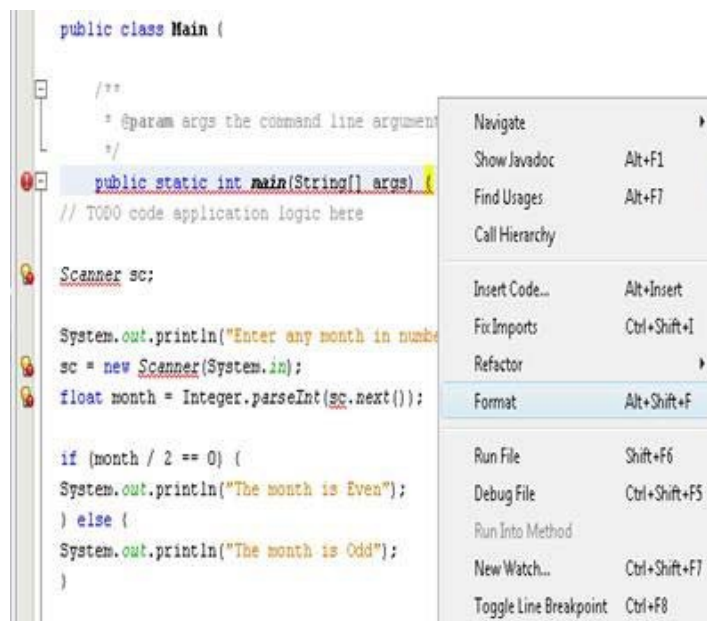 public class Main {
/**
* @param args the command line argument
*/
public static int main(String[] args) {
// TODO code application logic here
Scanner sc;
System.out.println("Enter any month in numbe
sc = new Scanner(System.in);
float month = Integer.parseInt(sc.next());
if (month / 2 == 0) {
System.out.println("The month is Even");
} else {
System.out.println("The month is Odd");
}
Navigate
Show Javadoc Alt+F1
Find Usages Alt+F7
Call Hierarchy
Insert Code... Alt+Insert
Fix Imports Ctrl+Shift+I
Refactor
Format Alt+Shift+F
Run File Shift+F6
Debug File Ctrl+Shift+F5
Run Into Method
New Watch... Ctrl+Shift+F7
Toggle Line Breakpoint Ctrl+F8